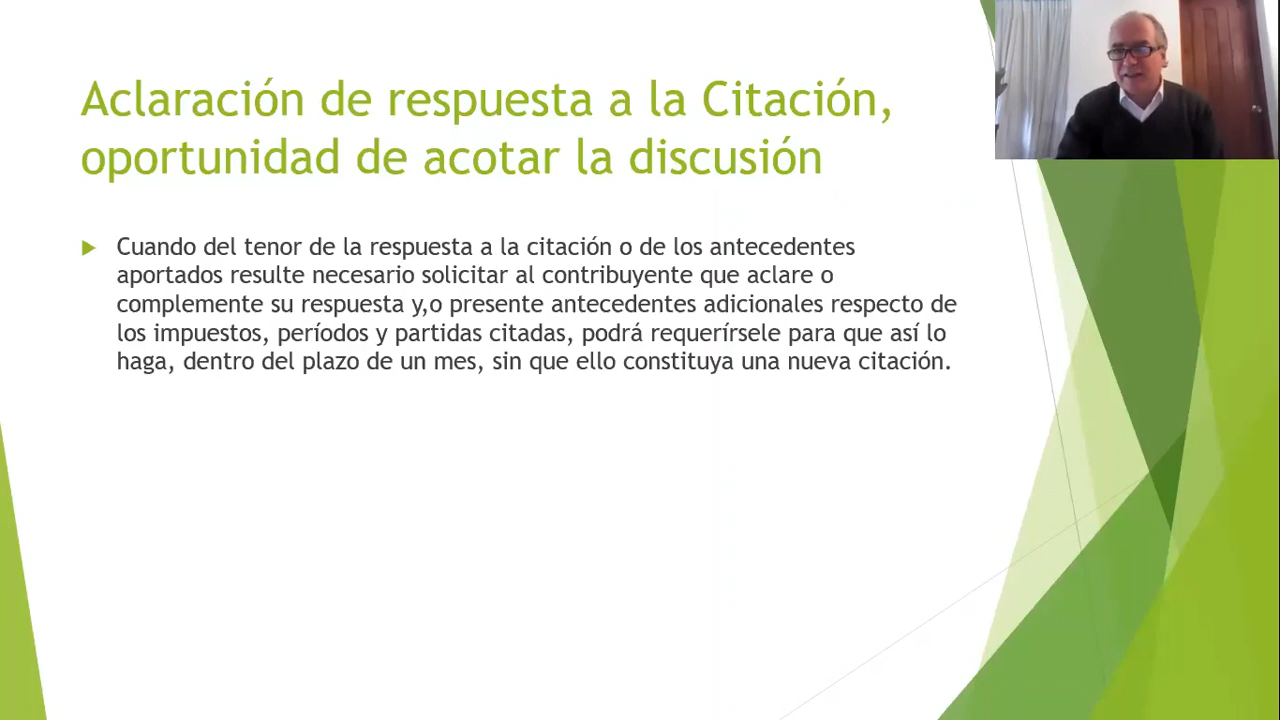 Aclaración de respuesta a la Citación,
oportunidad de acotar la discusión
Cuando del tenor de la respuesta a la citación o de los antecedentes
aportados resulte necesario solicitar al contribuyente que aclare o
complemente su respuesta y,o presente antecedentes adicionales respecto de
los impuestos, períodos y partidas citadas, podrá requerírsele para que así lo
haga, dentro del plazo de un mes, sin que ello constituya una nueva citación.